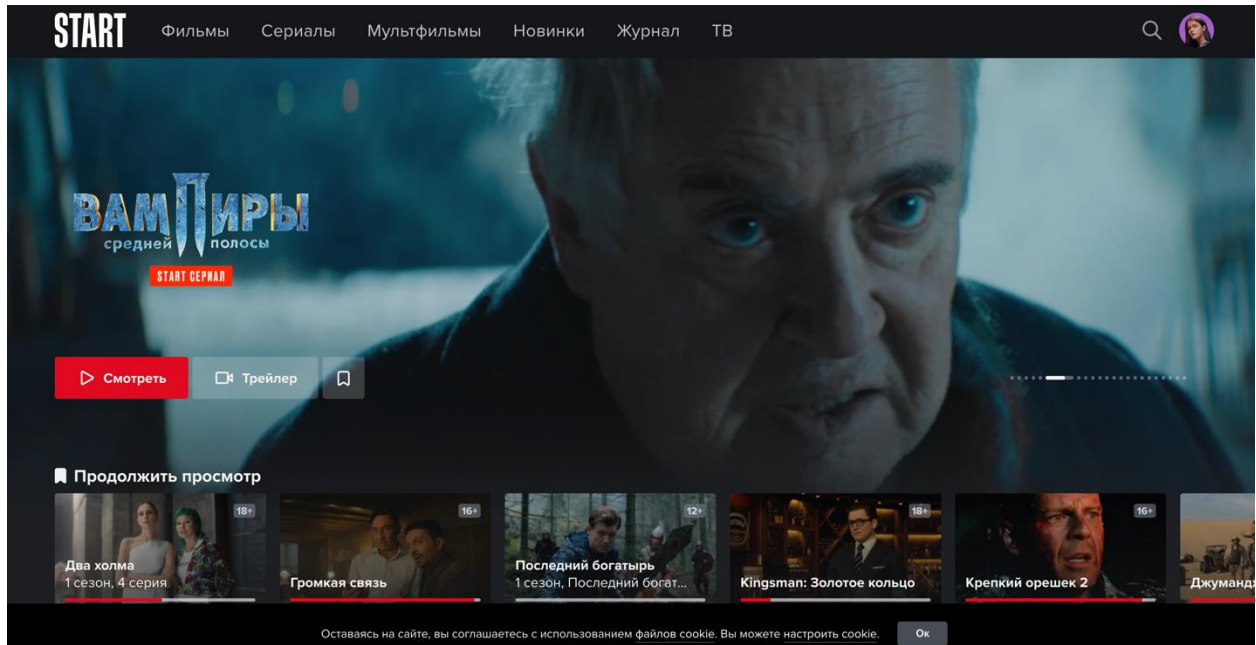 START
Фильмы Сериалы Мультфильмы Новинки Журнал ТВ
ВАМПИРЫ
средней полосы
START СЕРИАЛ
Смотреть Трейлер
Продолжить просмотр
18+ 16+ 12+ 18+ 16+
Два холма
1 сезон, 4 серия
Громкая связь
Последний богатырь
1 сезон, Последний богат...
Kingsman: Золотое кольцо
Крепкий орешек 2
Джуманд
Оставаясь на сайте, вы соглашаетесь с использованием файлов cookie. Вы можете настроить cookie. Ок